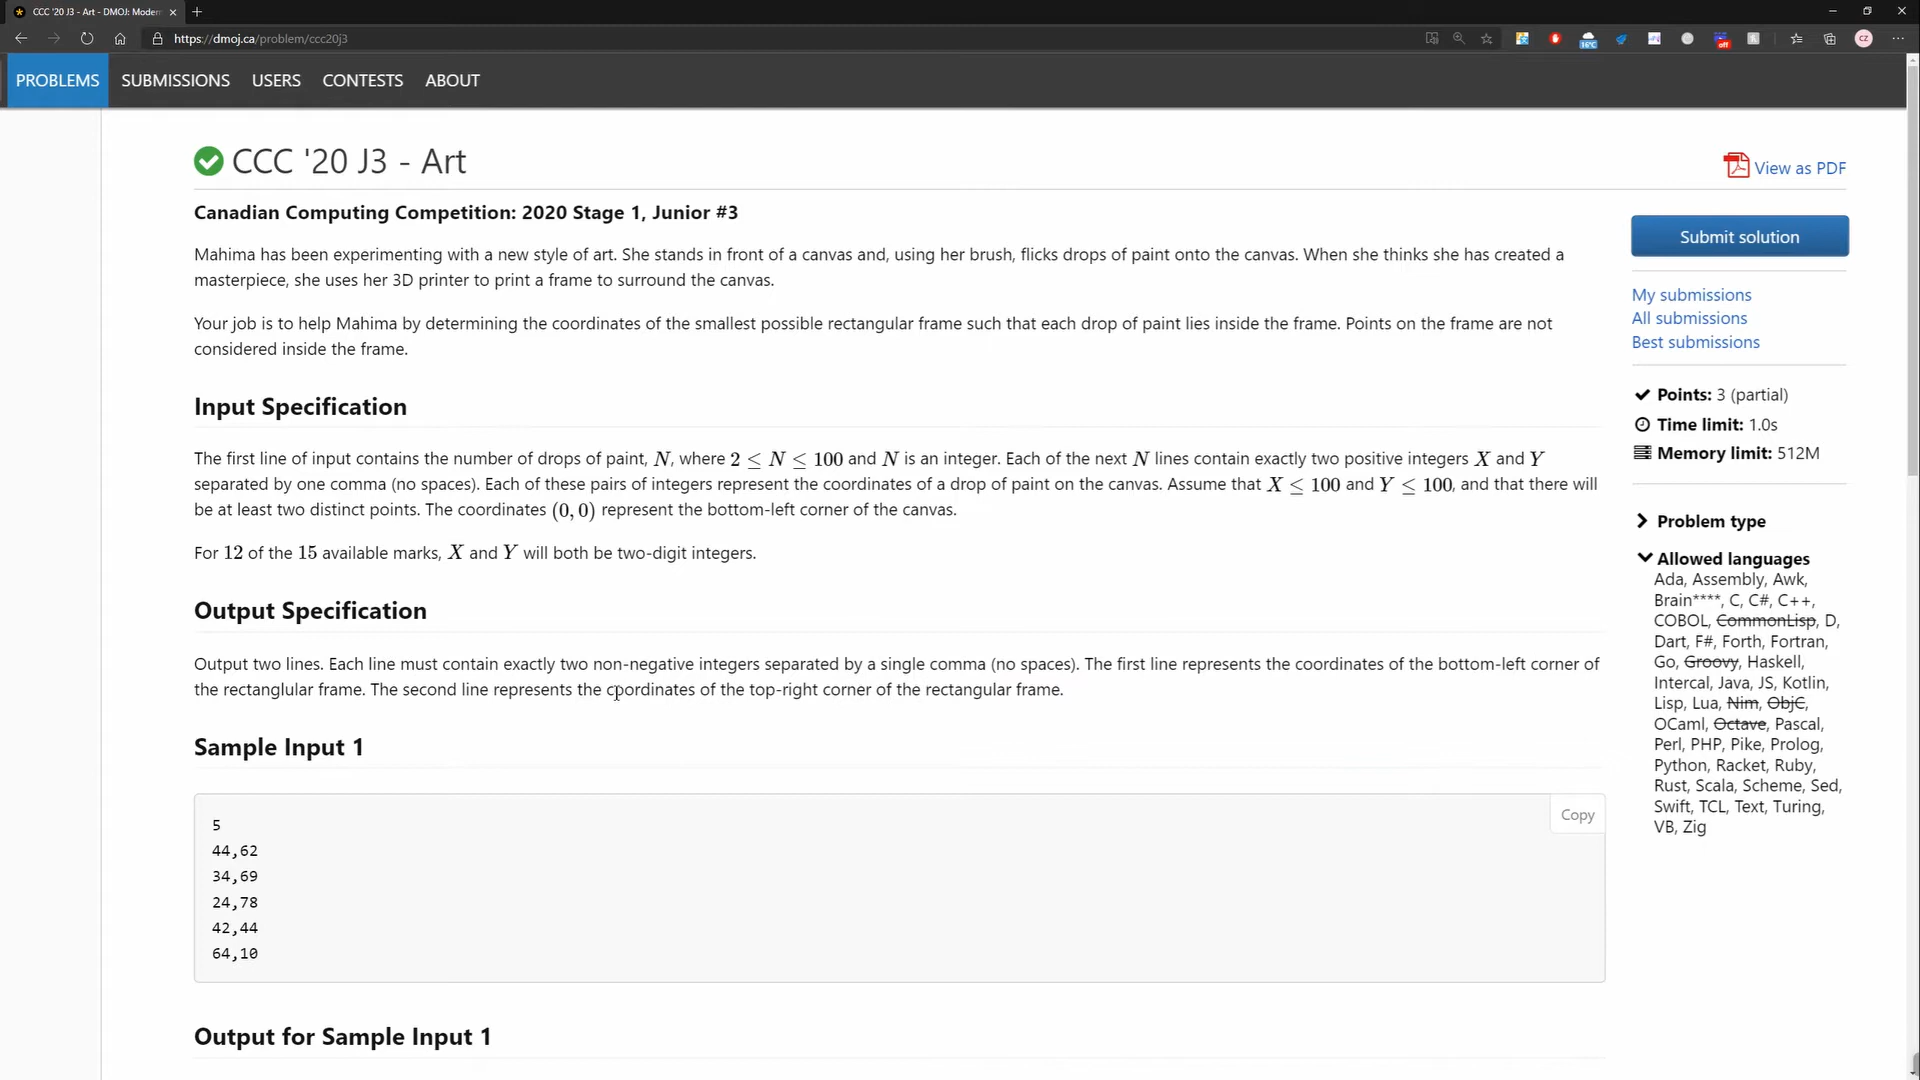 CCC '20 J3 - Art - DMOJ: Moder
https://dmoj.ca/problem/ccc20j3
16°C
off
CZ
PROBLEMS SUBMISSIONS USERS CONTESTS ABOUT
CCC '20 J3 - Art
View as PDF
Canadian Computing Competition: 2020 Stage 1, Junior #3
Mahima has been experimenting with a new style of art. She stands in front of a canvas and, using her brush, flicks drops of paint onto the canvas. When she thinks she has created a
masterpiece, she uses her 3D printer to print a frame to surround the canvas.
Your job is to help Mahima by determining the coordinates of the smallest possible rectangular frame such that each drop of paint lies inside the frame. Points on the frame are not
considered inside the frame.
Input Specification
The first line of input contains the number of drops of paint, N, where 2 ≤ N ≤ 100 and N is an integer. Each of the next N lines contain exactly two positive integers X and Y
separated by one comma (no spaces). Each of these pairs of integers represent the coordinates of a drop of paint on the canvas. Assume that X ≤ 100 and Y ≤ 100, and that there will
be at least two distinct points. The coordinates (0, 0) represent the bottom-left corner of the canvas.
For 12 of the 15 available marks, X and Y will both be two-digit integers.
Output Specification
Output two lines. Each line must contain exactly two non-negative integers separated by a single comma (no spaces). The first line represents the coordinates of the bottom-left corner of
the rectanglular frame. The second line represents the coordinates of the top-right corner of the rectangular frame.
Sample Input 1
Copy
5
44,62
34,69
24,78
42,44
64,10
Output for Sample Input 1
Submit solution
My submissions
All submissions
Best submissions
Points: 3 (partial)
Time limit: 1.0s
Memory limit: 512M
Problem type
Allowed languages
Ada, Assembly, Awk,
Brain****, C, C#, C++,
COBOL, CommonLisp, D,
Dart, F#, Forth, Fortran,
Go, Groovy, Haskell,
Intercal, Java, JS, Kotlin,
Lisp, Lua, Nim, ObjC,
OCaml, Octave, Pascal,
Perl, PHP, Pike, Prolog,
Python, Racket, Ruby,
Rust, Scala, Scheme, Sed,
Swift, TCL, Text, Turing,
VB, Zig